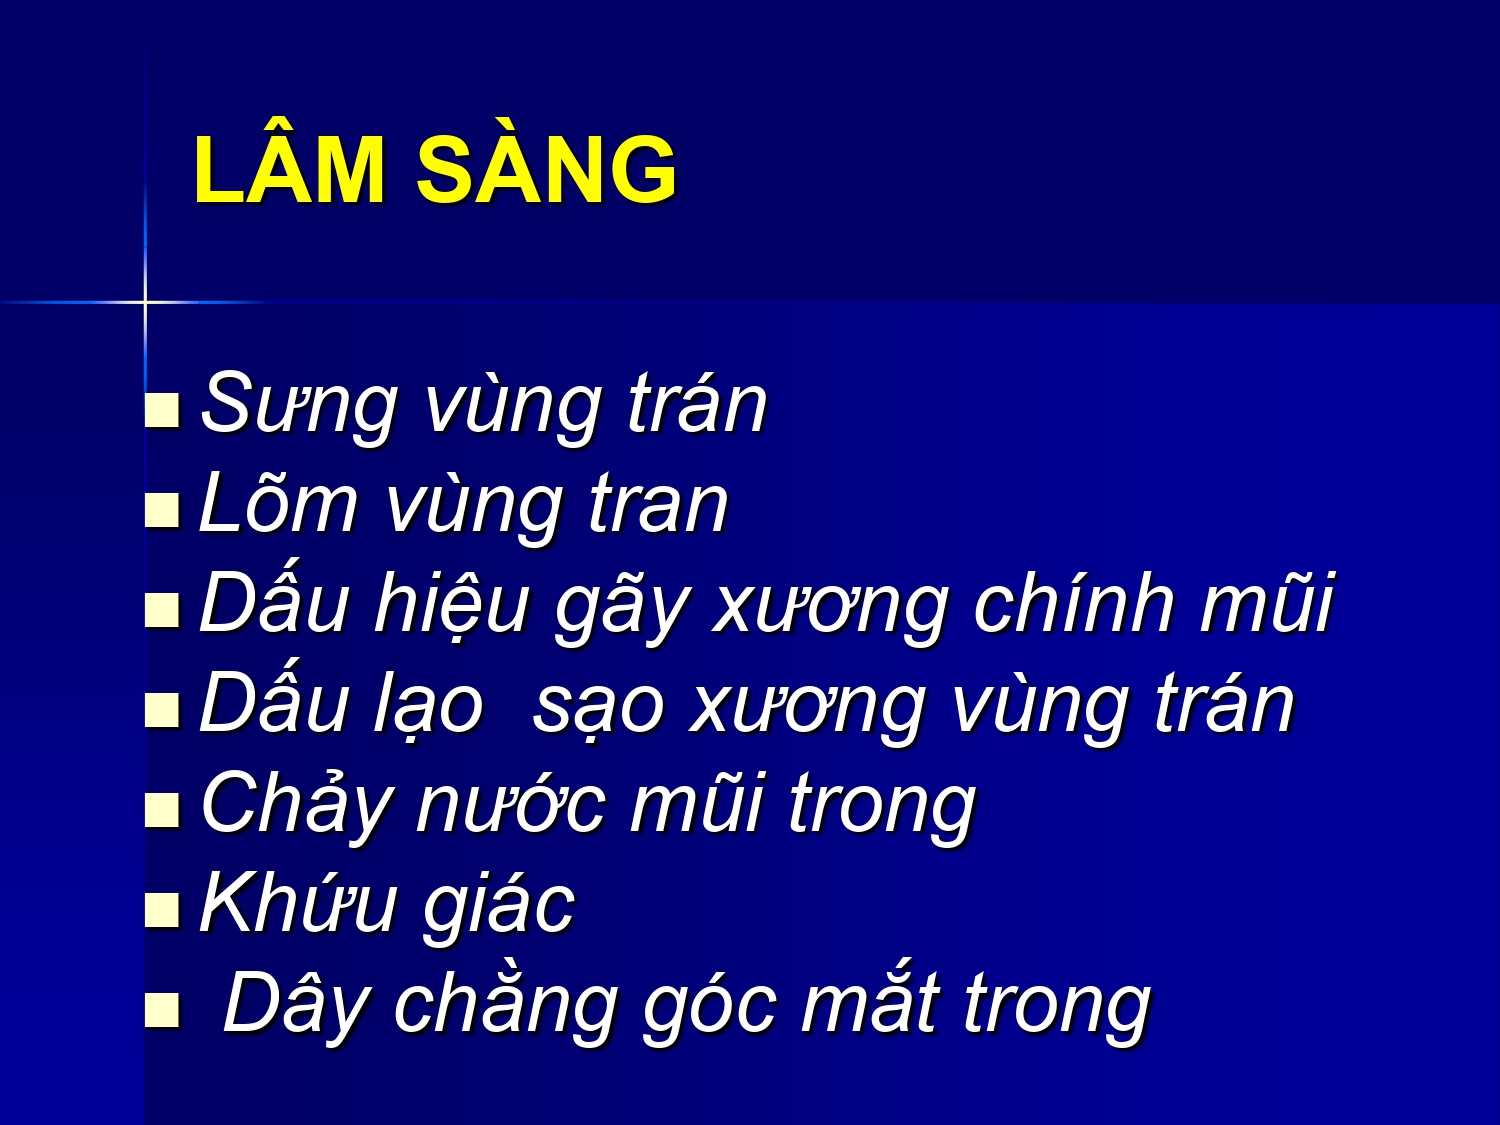 LÂM SÀNG
Sưng vùng trán
Lõm vùng tran
Dấu hiệu gãy xương chính mũi
Dấu lạo sạo xương vùng trán
Chảy nước mũi trong
Khứu giác
Dây chằng góc mắt trong